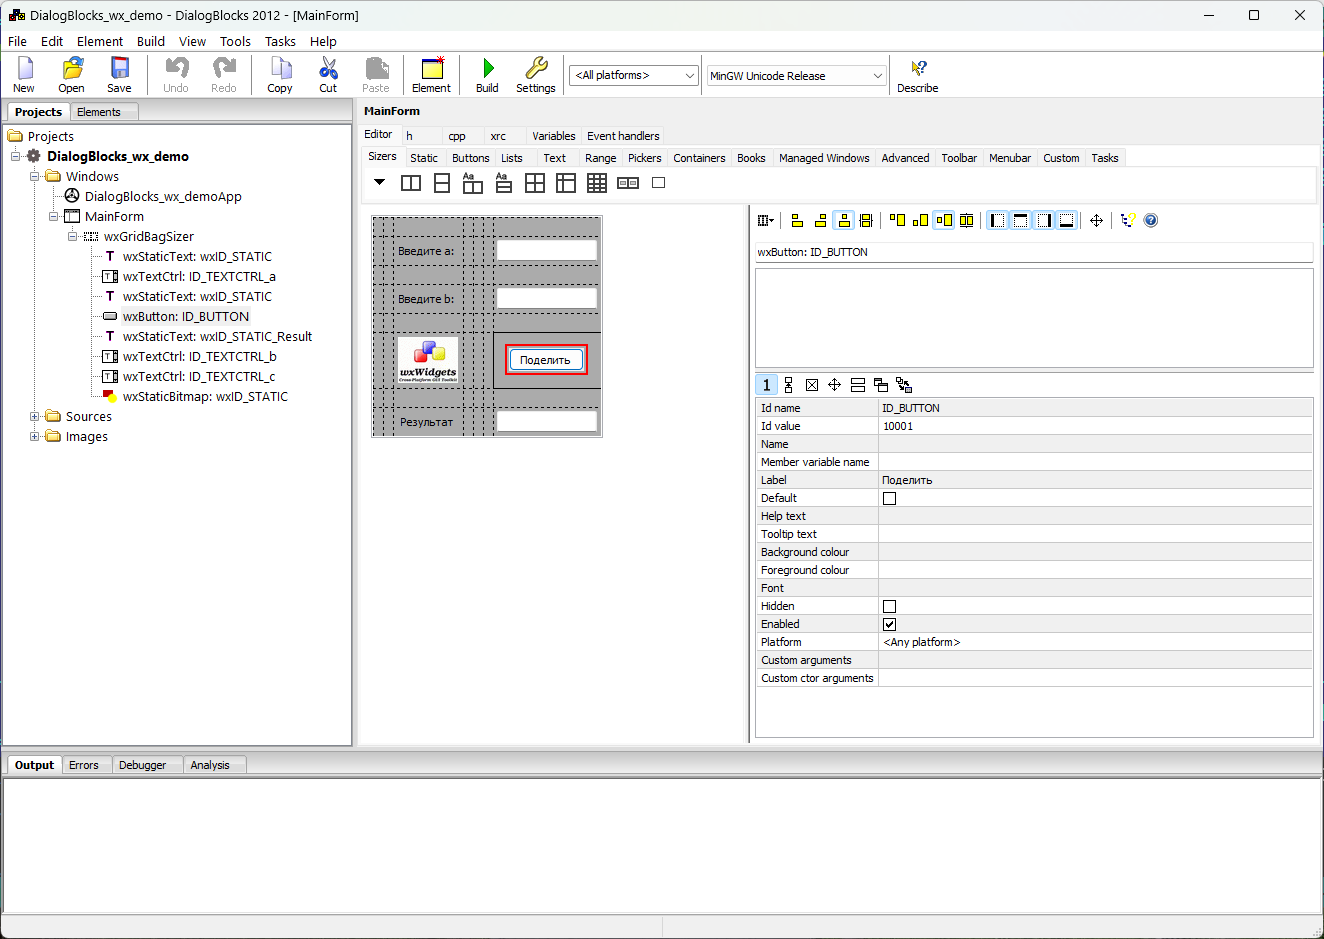 DialogBlocks_wx_demo - DialogBlocks 2012 - [MainForm]
File Edit Element Build View Tools Tasks Help
New Open Save Undo Redo Copy Cut Paste Element Build Settings <All platforms> MinGW Unicode Release Describe
Projects Elements
Projects
DialogBlocks_wx_demo
Windows
DialogBlocks_wx_demoApp
MainForm
wxGridBagSizer
wxStaticText: wxID_STATIC
wxTextCtrl: ID_TEXTCTRL_a
wxStaticText: wxID_STATIC
wxButton: ID_BUTTON
wxStaticText: wxID_STATIC_Result
wxTextCtrl: ID_TEXTCTRL_b
wxTextCtrl: ID_TEXTCTRL_c
wxStaticBitmap: wxID_STATIC
Sources
Images
MainForm
Editor h cpp xrc Variables Event handlers
Sizers Static Buttons Lists Text Range Pickers Containers Books Managed Windows Advanced Toolbar Menubar Custom Tasks
Aa Aa
Введите a:
Введите b:
wxWidgets
Cross-Platform GUI Toolkit
Поделить
Результат
wxButton: ID_BUTTON
1
Id name ID_BUTTON
Id value 10001
Name
Member variable name
Label Поделить
Default
Help text
Tooltip text
Background colour
Foreground colour
Font
Hidden
Enabled
Platform <Any platform>
Custom arguments
Custom ctor arguments
Output Errors Debugger Analysis